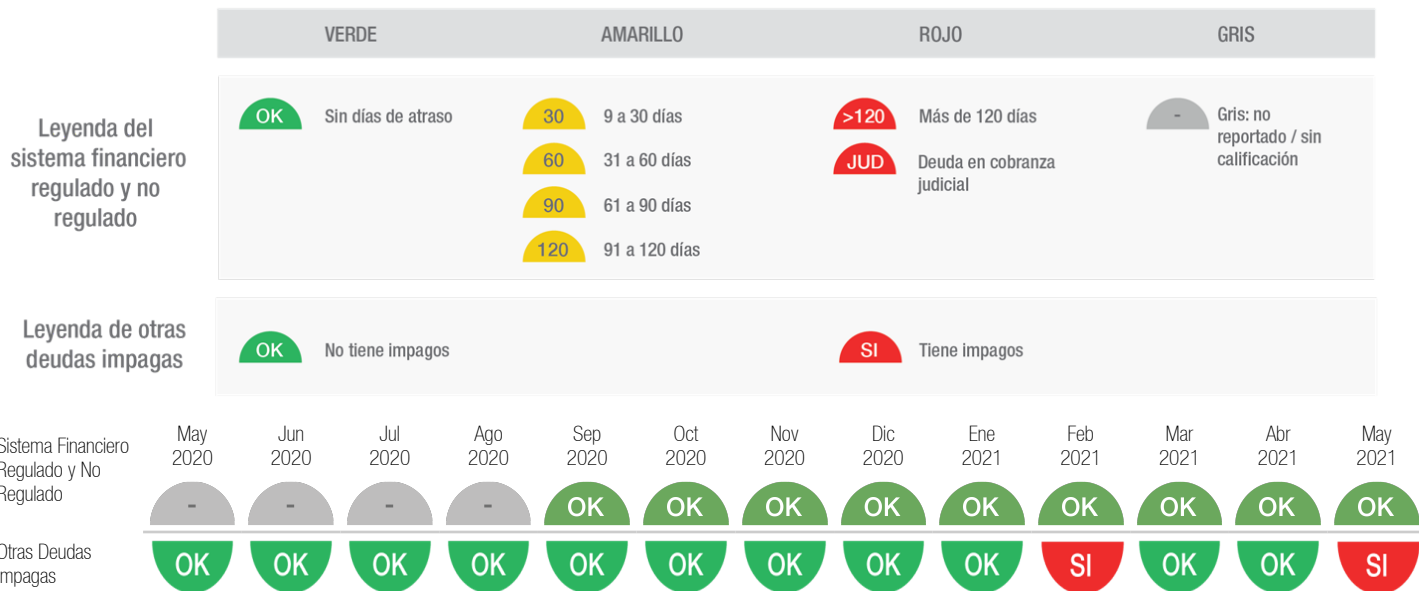 VERDE AMARILLO ROJO GRIS
Leyenda del
sistema financiero
regulado y no
regulado
OK Sin días de atraso
30 9 a 30 días
60 31 a 60 días
90 61 a 90 días
120 91 a 120 días
>120 Más de 120 días
JUD Deuda en cobranza
judicial
- Gris: no
reportado / sin
calificación
Leyenda de otras
deudas impagas
OK No tiene impagos
SI Tiene impagos
Sistema Financiero
Regulado y No
Regulado
May Jun Jul Ago Sep Oct Nov Dic Ene Feb Mar Abr May
2020 2020 2020 2020 2020 2020 2020 2020 2021 2021 2021 2021 2021
- - - - OK OK OK OK OK OK OK OK OK
Otras Deudas
Impagas
OK OK OK OK OK OK OK OK OK SI OK OK SI